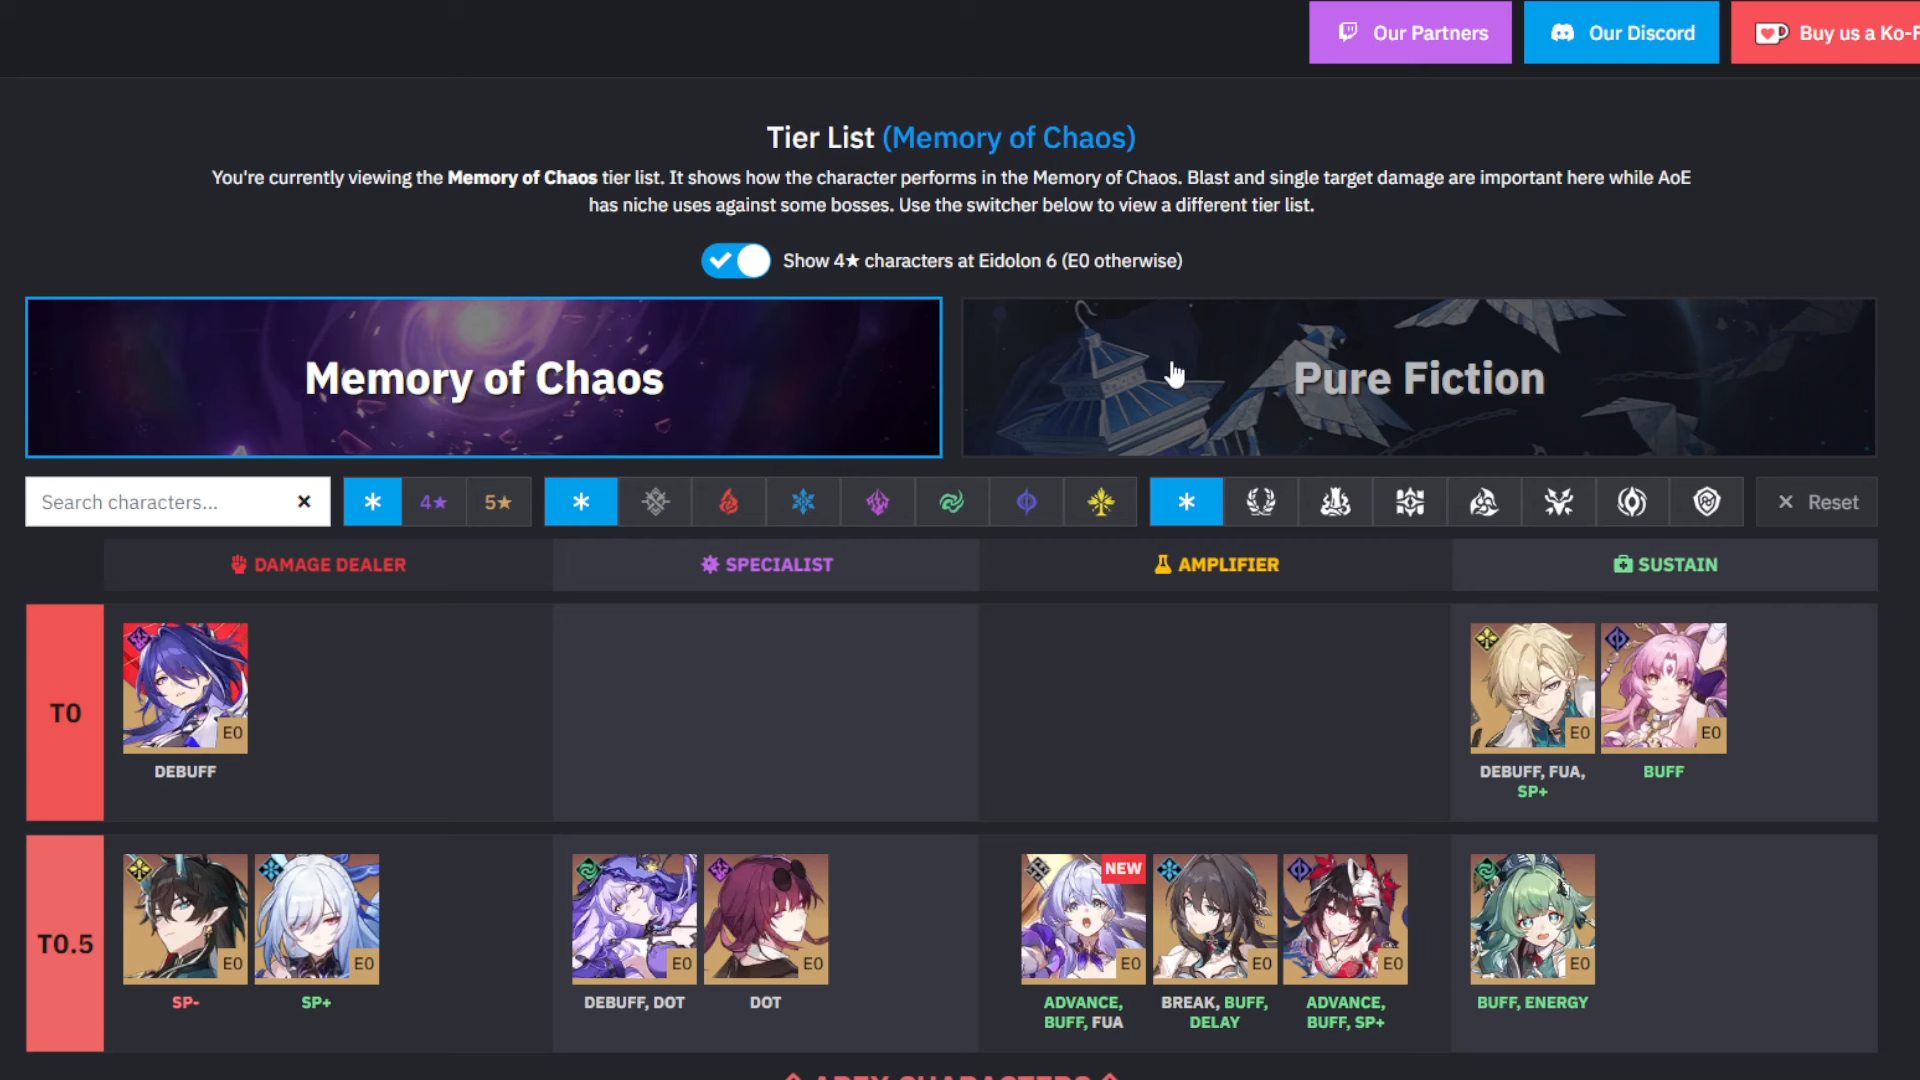 Our Partners
Our Discord
Buy us a Ko-F
Tier List (Memory of Chaos)
You're currently viewing the Memory of Chaos tier list. It shows how the character performs in the Memory of Chaos. Blast and single target damage are important here while AoE
has niche uses against some bosses. Use the switcher below to view a different tier list.
Show 4★ characters at Eidolon 6 (E0 otherwise)
Memory of Chaos
Pure Fiction
Search characters...
4★
5★
Reset
DAMAGE DEALER
SPECIALIST
AMPLIFIER
SUSTAIN
T0
E0
E0
E0
DEBUFF
DEBUFF, FUA,
SP+
BUFF
T0.5
NEW
E0
E0
E0
E0
E0
E0
E0
E0
SP-
SP+
DEBUFF, DOT
DOT
ADVANCE,
BUFF, FUA
BREAK, BUFF,
DELAY
ADVANCE,
BUFF, SP+
BUFF, ENERGY
APEX CHARACTERS